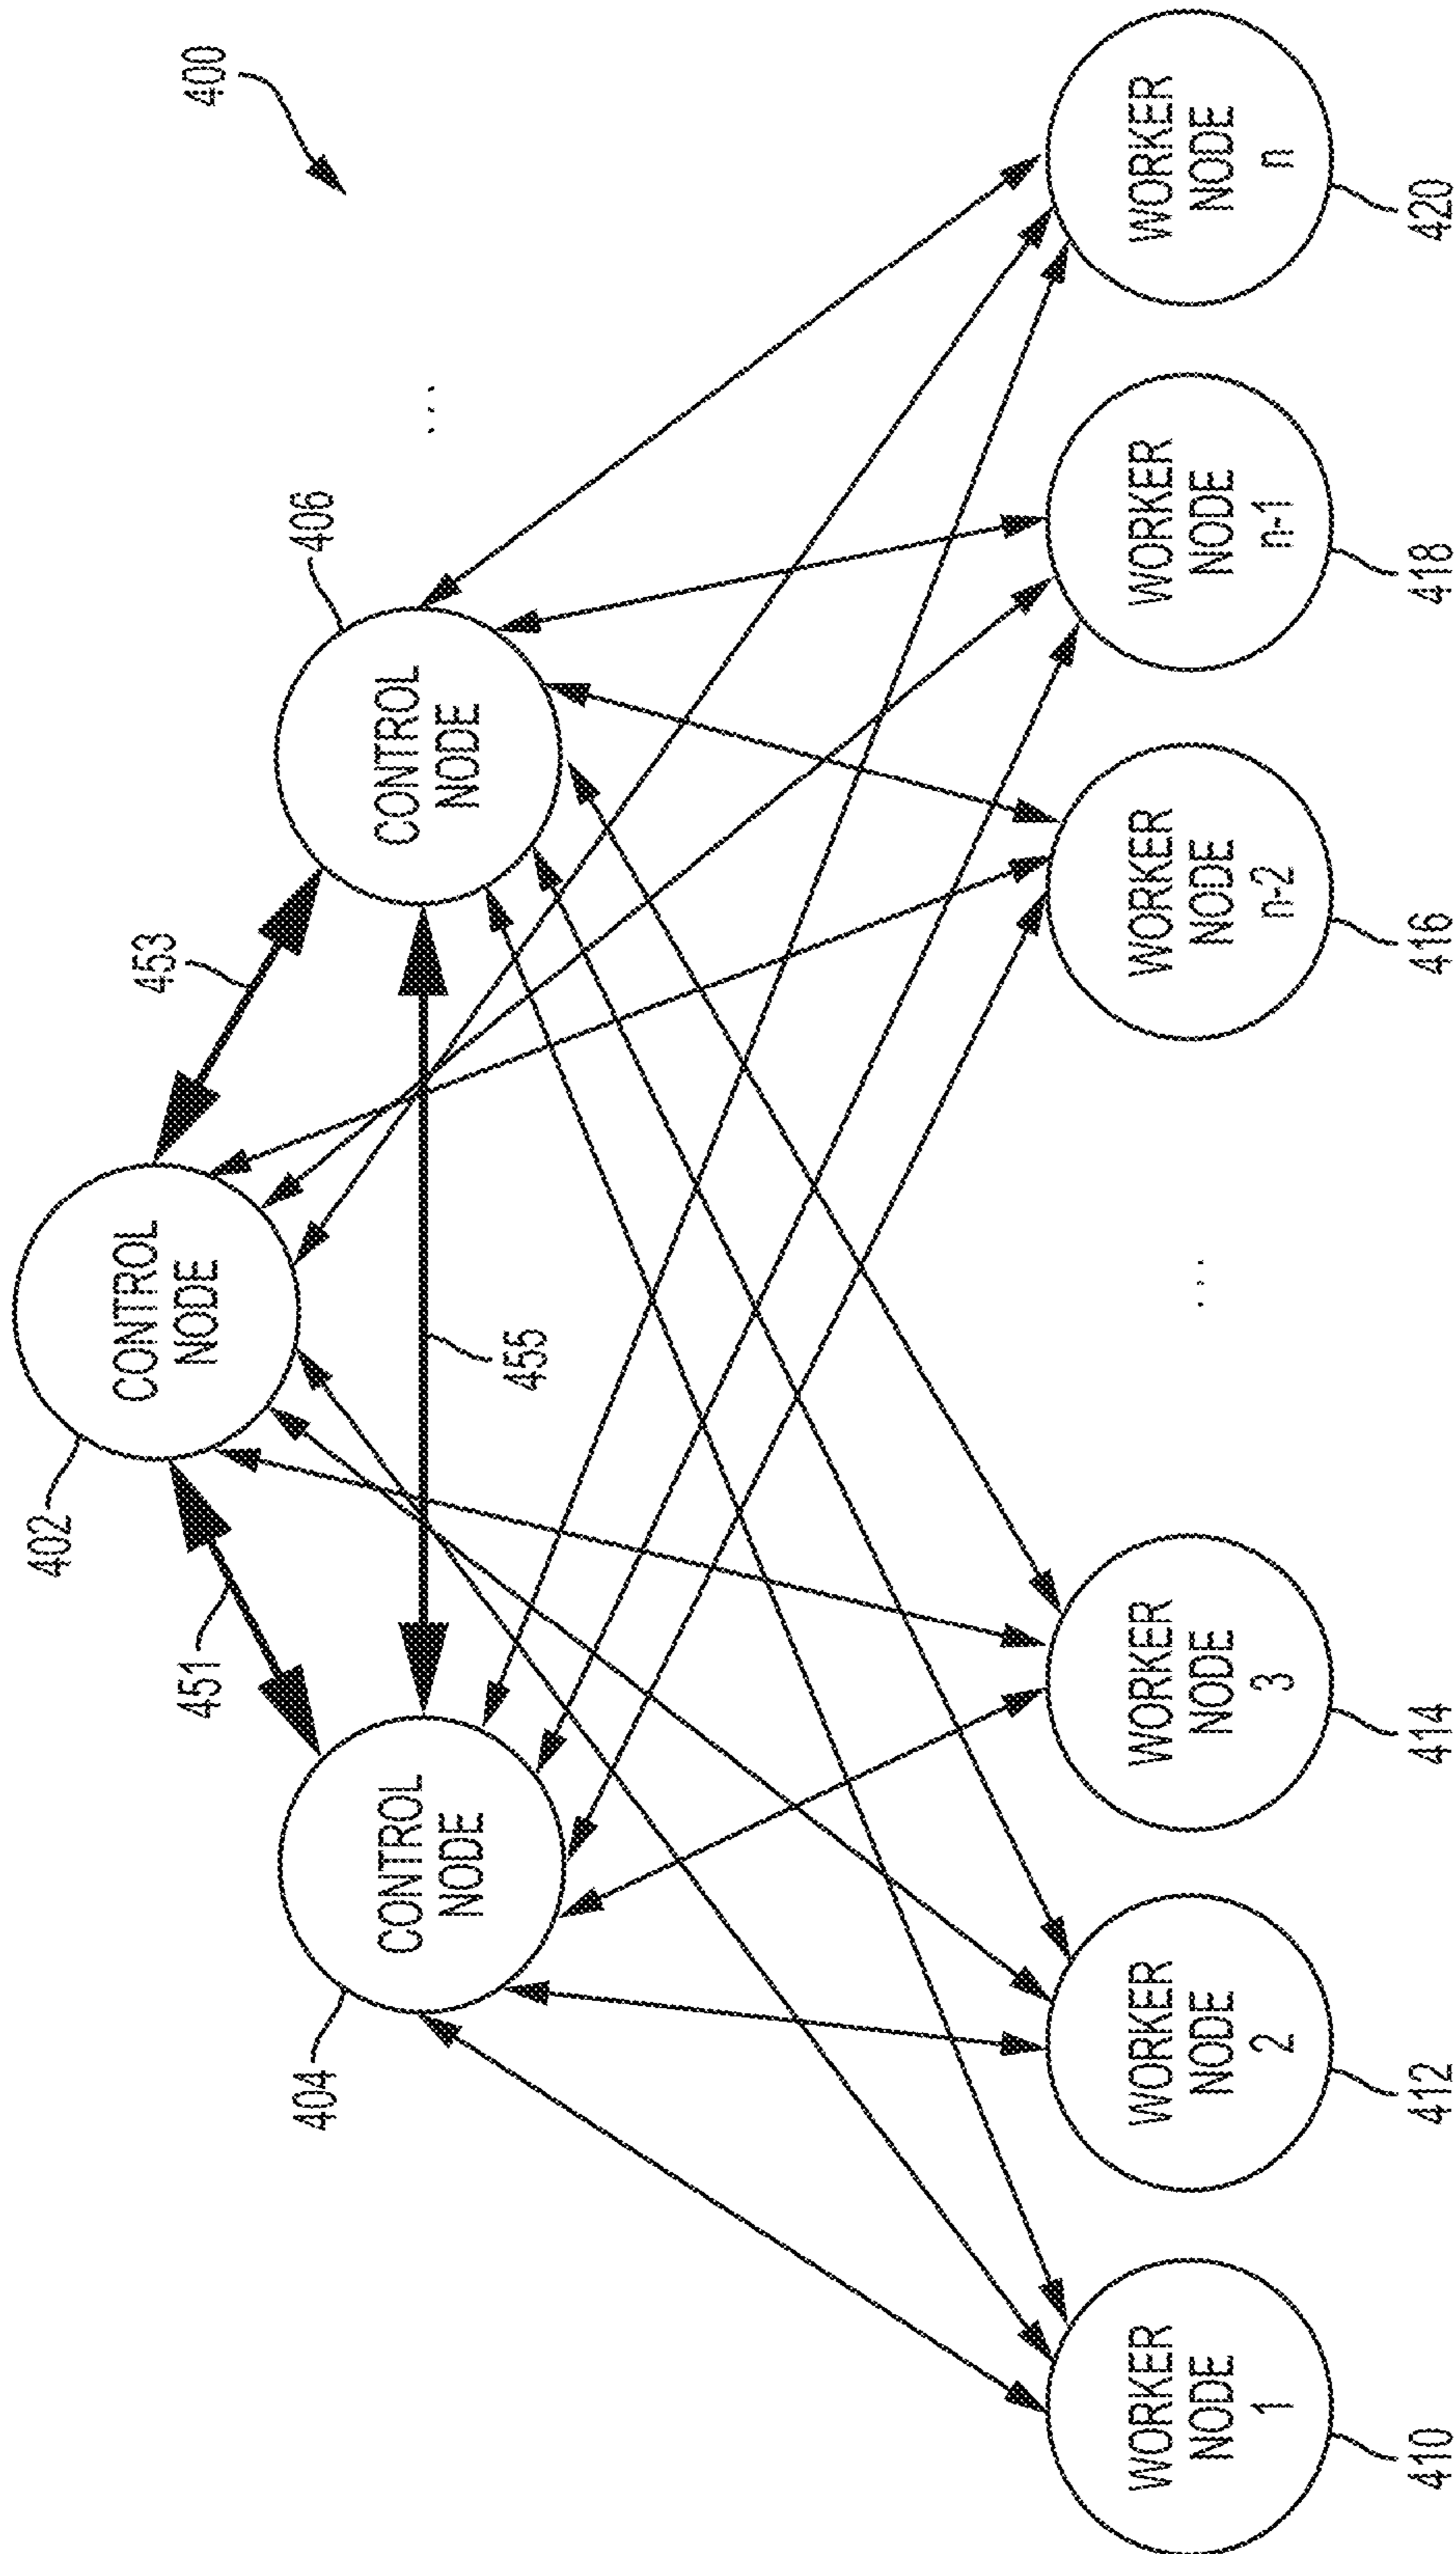 400
402
CONTROL
NODE
451
453
404
CONTROL
NODE
406
CONTROL
NODE
...
455
WORKER
NODE
1
WORKER
NODE
2
WORKER
NODE
3
...
WORKER
NODE
n-2
WORKER
NODE
n-1
WORKER
NODE
n
410
412
414
416
418
420